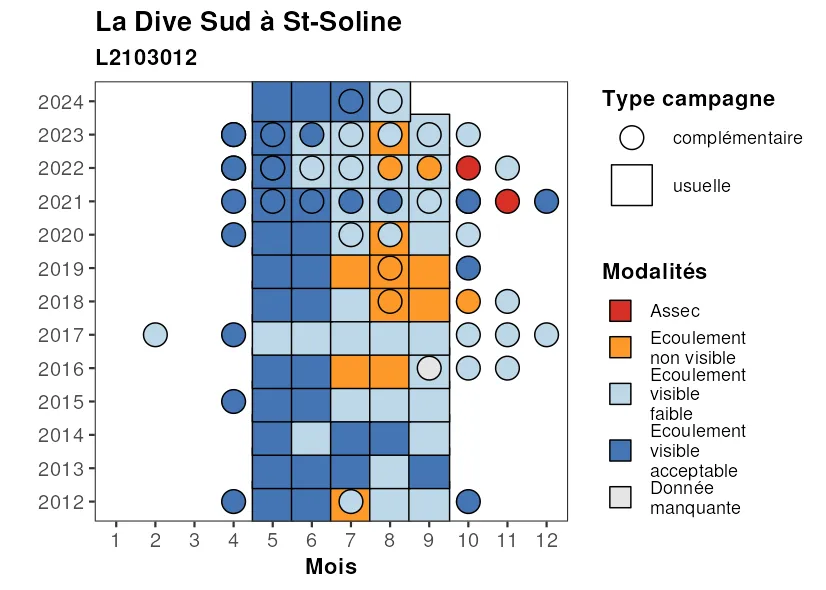 La Dive Sud à St-Soline
L2103012
2024
2023
2022
2021
2020
2019
2018
2017
2016
2015
2014
2013
2012
1 2 3 4 5 6 7 8 9 10 11 12
Mois
Type campagne
complémentaire
usuelle
Modalités
Assec
Ecoulement
non visible
Ecoulement
visible
faible
Ecoulement
visible
acceptable
Donnée
manquante